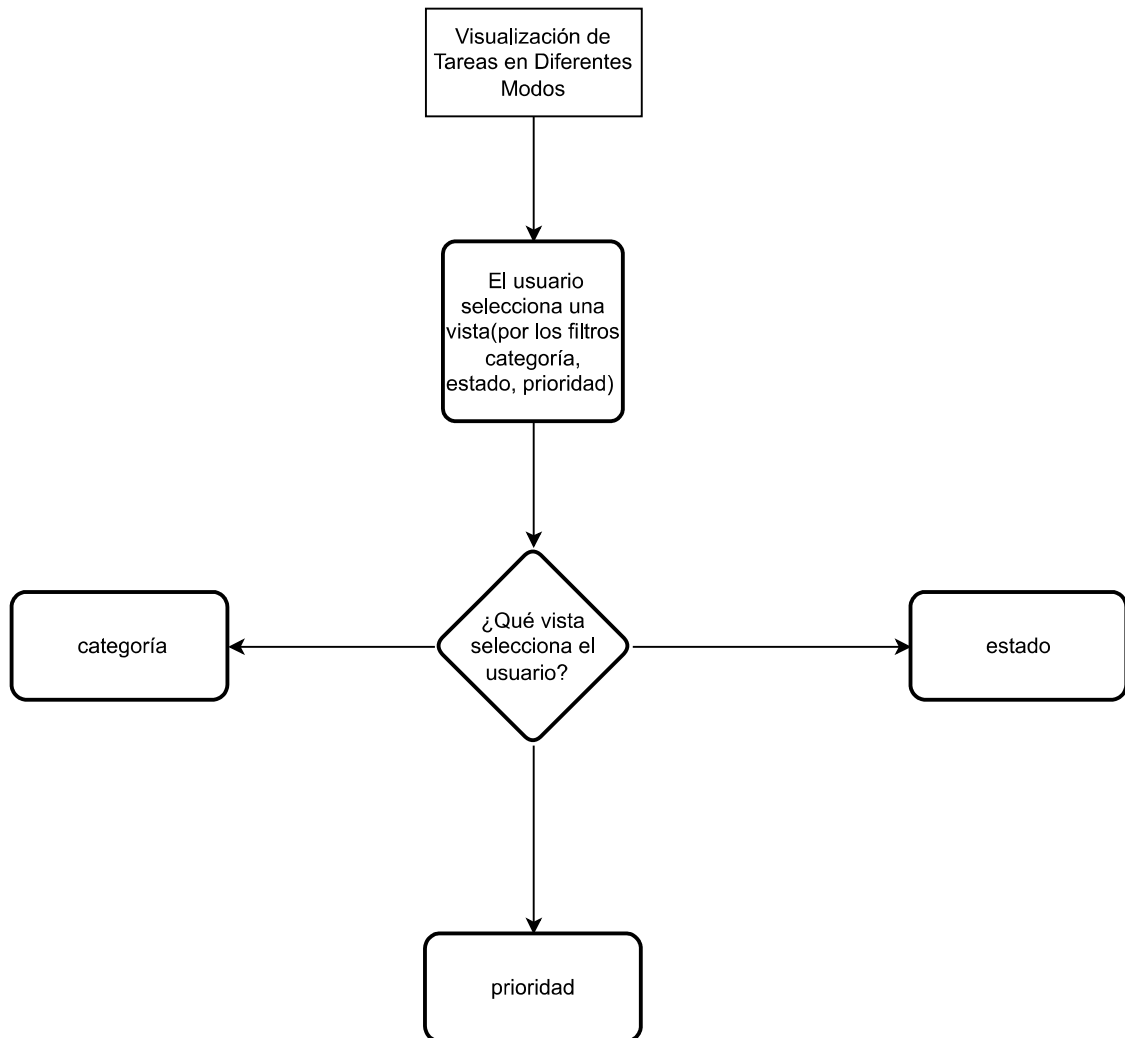 Visualización de
Tareas en Diferentes
Modos
El usuario
selecciona una
vista(por los filtros
categoría,
estado, prioridad)
¿Qué vista
selecciona el
usuario?
categoría
estado
prioridad